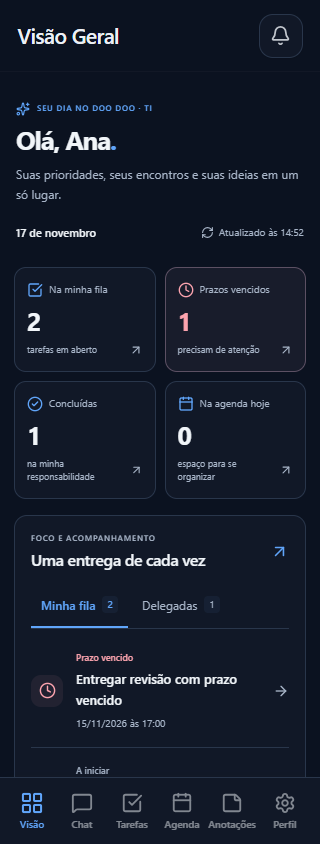 Visão Geral
SEU DIA NO DOO DOO · TI
Olá, Ana.
Suas prioridades, seus encontros e suas ideias em um
só lugar.
17 de novembro
Atualizado às 14:52
Na minha fila
2
tarefas em aberto
Prazos vencidos
1
precisam de atenção
Concluídas
1
na minha
responsabilidade
Na agenda hoje
0
espaço para se
organizar
FOCO E ACOMPANHAMENTO
Uma entrega de cada vez
Minha fila 2
Delegadas 1
Prazo vencido
Entregar revisão com prazo
vencido
15/11/2026 às 17:00
A iniciar
Visão
Chat
Tarefas
Agenda
Anotações
Perfil